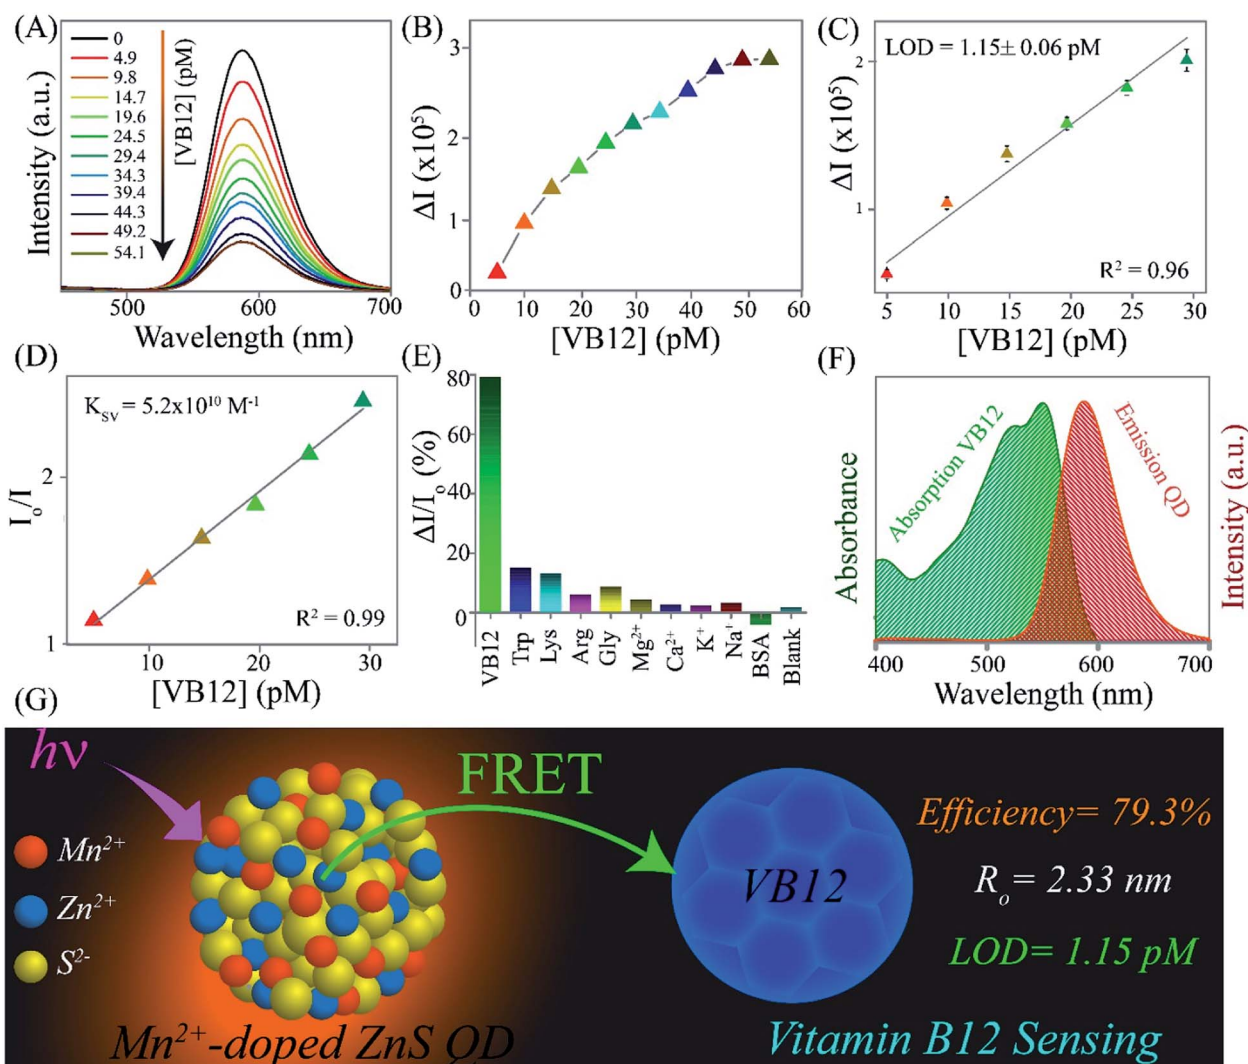 (A)
0
4.9
9.8
14.7
19.6
24.5
29.4
34.3
39.4
44.3
49.2
54.1
[VB12] (pM)
Intensity (a.u.)
500
600
700
Wavelength (nm)
(B)
3
2
1
0
ΔI (x10⁵)
0
10
20
30
40
50
60
[VB12] (pM)
(C)
LOD = 1.15± 0.06 pM
2
1
ΔI (x10⁵)
R² = 0.96
5
10
15
20
25
30
[VB12] (pM)
(D)
K_SV = 5.2x10¹⁰ M⁻¹
2
1
I_o/I
R² = 0.99
10
20
30
[VB12] (pM)
(E)
80
60
40
20
0
ΔI/I_o (%)
VB12
Trp
Lys
Arg
Gly
Mg²⁺
Ca²⁺
K⁺
Na⁺
BSA
Blank
(F)
Absorbance
Absorption VB12
Emission QD
Intensity (a.u.)
400
500
600
700
Wavelength (nm)
(G)
hν
FRET
Mn²⁺
Zn²⁺
S²⁻
VB12
Efficiency= 79.3%
R_o= 2.33 nm
LOD= 1.15 pM
Mn²⁺-doped ZnS QD
Vitamin B12 Sensing